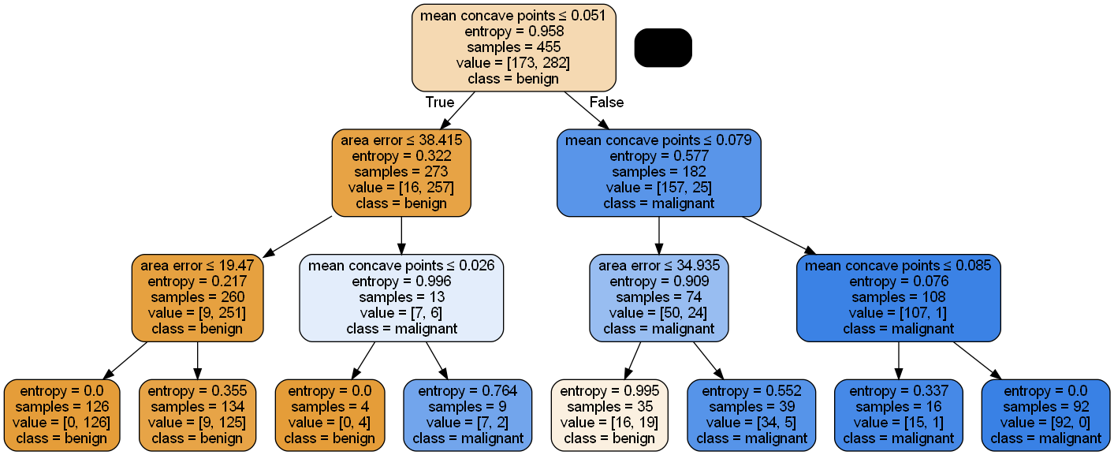 mean concave points ≤ 0.051
entropy = 0.958
samples = 455
value = [173, 282]
class = benign
True
False
area error ≤ 38.415
entropy = 0.322
samples = 273
value = [16, 257]
class = benign
mean concave points ≤ 0.079
entropy = 0.577
samples = 182
value = [157, 25]
class = malignant
area error ≤ 19.47
entropy = 0.217
samples = 260
value = [9, 251]
class = benign
mean concave points ≤ 0.026
entropy = 0.996
samples = 13
value = [7, 6]
class = malignant
area error ≤ 34.935
entropy = 0.909
samples = 74
value = [50, 24]
class = malignant
mean concave points ≤ 0.085
entropy = 0.076
samples = 108
value = [107, 1]
class = malignant
entropy = 0.0
samples = 126
value = [0, 126]
class = benign
entropy = 0.355
samples = 134
value = [9, 125]
class = benign
entropy = 0.0
samples = 4
value = [0, 4]
class = benign
entropy = 0.764
samples = 9
value = [7, 2]
class = malignant
entropy = 0.995
samples = 35
value = [16, 19]
class = benign
entropy = 0.552
samples = 39
value = [34, 5]
class = malignant
entropy = 0.337
samples = 16
value = [15, 1]
class = malignant
entropy = 0.0
samples = 92
value = [92, 0]
class = malignant